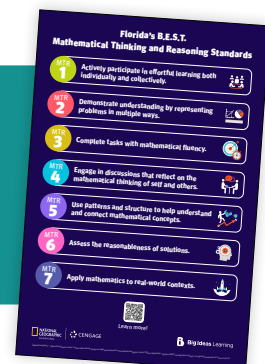 Florida's B.E.S.T.
Mathematical Thinking and Reasoning Standards
MTR
1
Actively participate in effortful learning both
individually and collectively.
MTR
2
Demonstrate understanding by representing
problems in multiple ways.
MTR
3
Complete tasks with mathematical fluency.
MTR
4
Engage in discussions that reflect on the
mathematical thinking of self and others.
MTR
5
Use patterns and structure to help understand
and connect mathematical concepts.
MTR
6
Assess the reasonableness of solutions.
MTR
7
Apply mathematics to real-world contexts.
Learn more!
NATIONAL
GEOGRAPHIC
CENGAGE
Big Ideas Learning